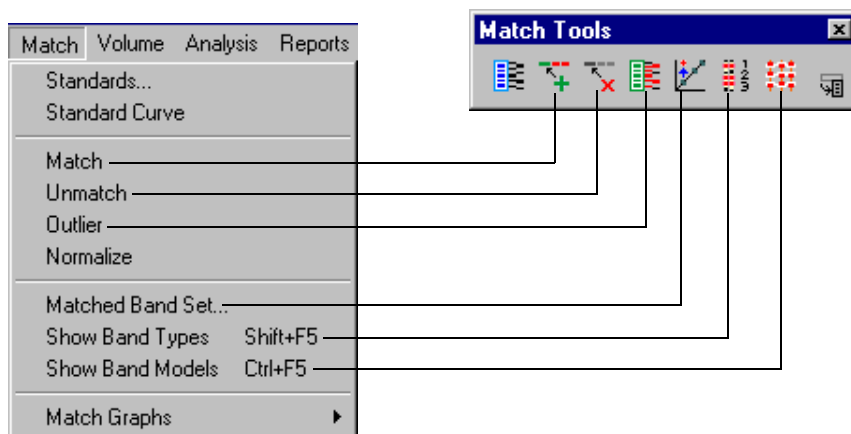 Match Volume Analysis Reports
Standards...
Standard Curve
Match
Unmatch
Outlier
Normalize
Matched Band Set...
Show Band Types Shift+F5
Show Band Models Ctrl+F5
Match Graphs
Match Tools
1
2
3